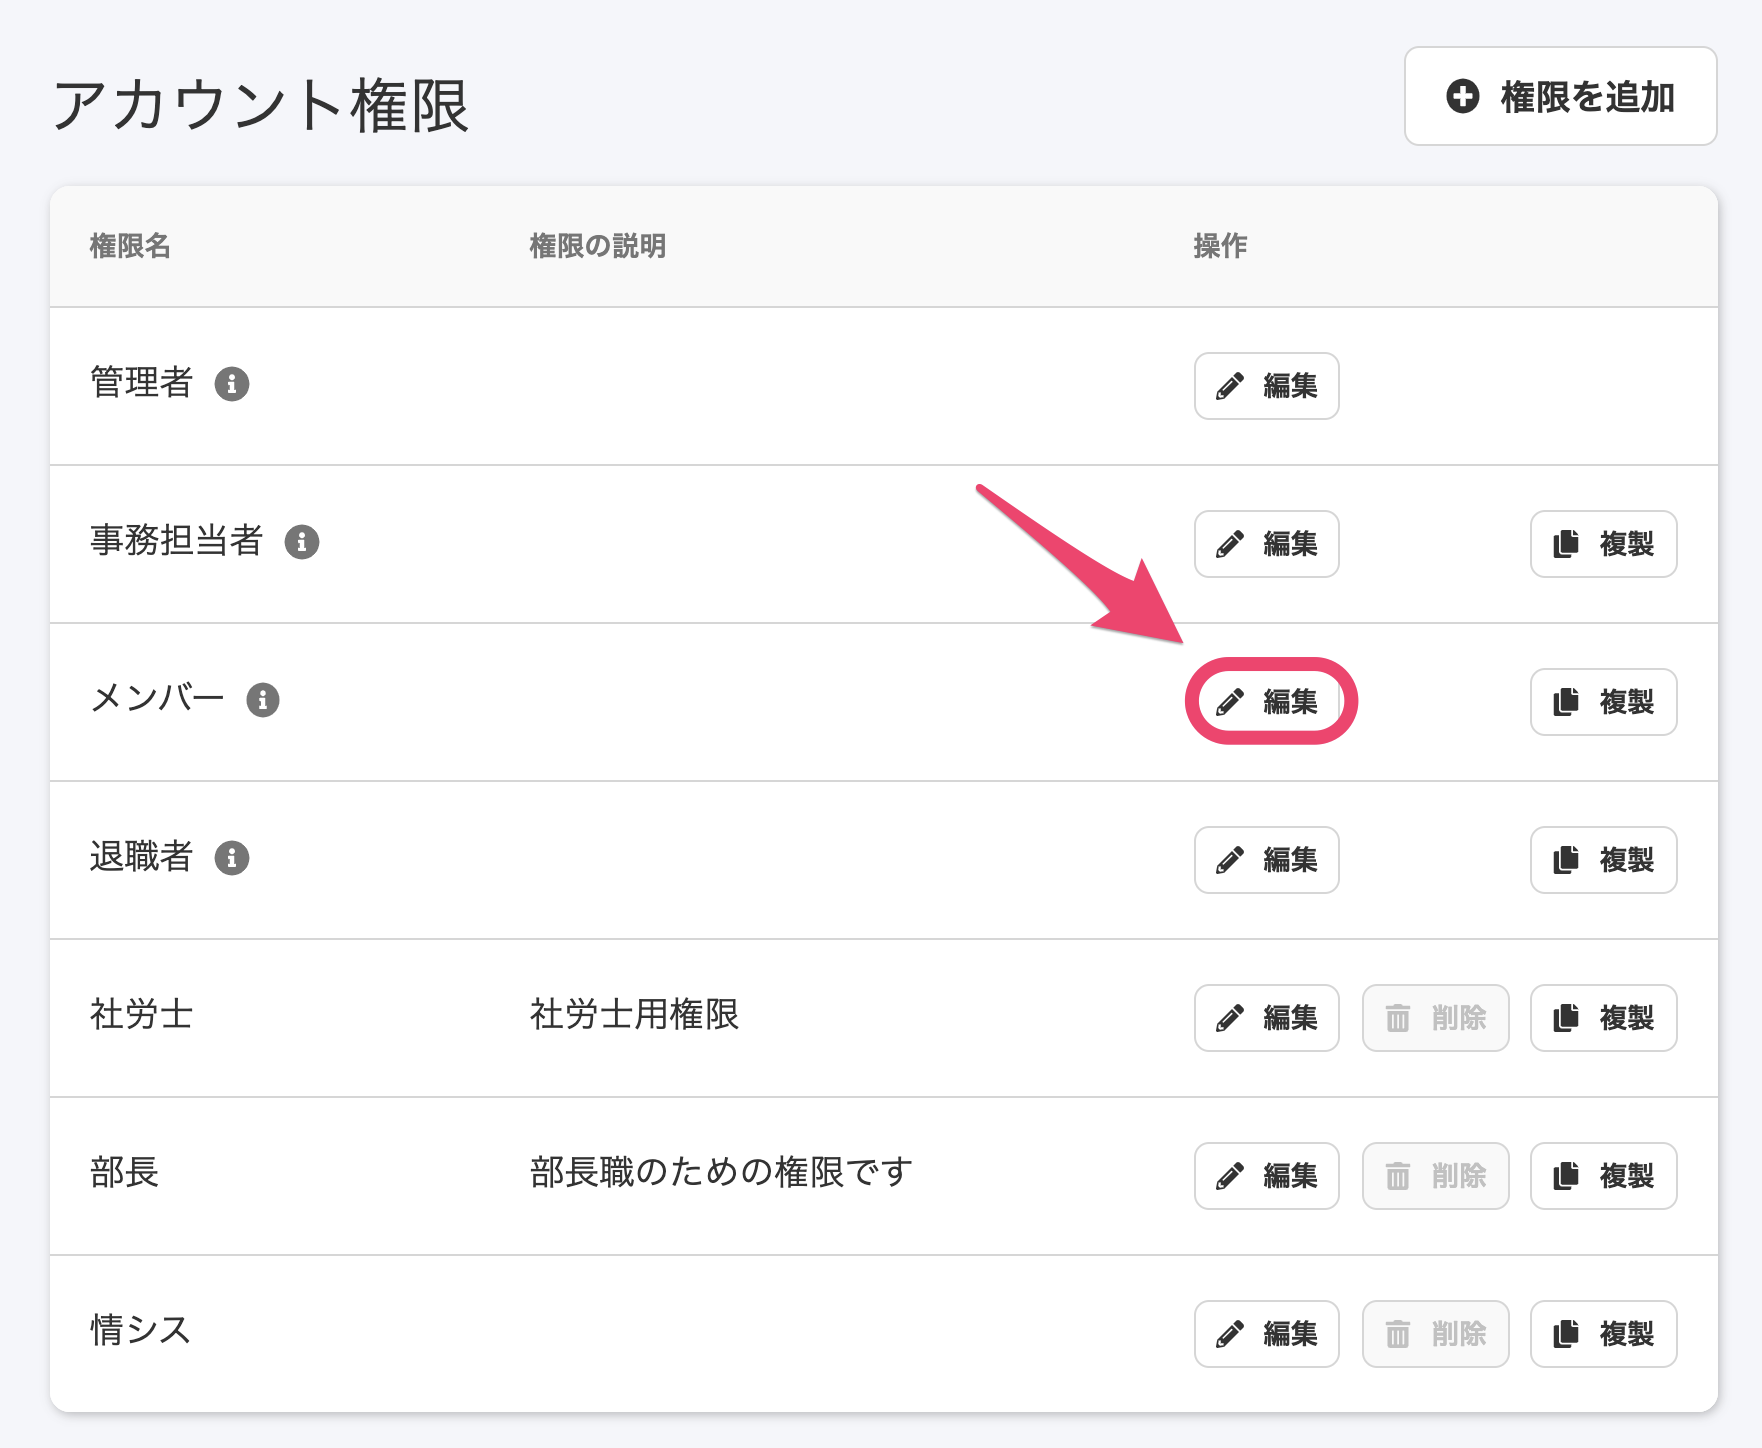 アカウント権限
権限を追加
権限名 権限の説明 操作
管理者 編集
事務担当者 編集 複製
メンバー 編集 複製
退職者 編集 複製
社労士 社労士用権限 編集 削除 複製
部長 部長職のための権限です 編集 削除 複製
情シス 編集 削除 複製